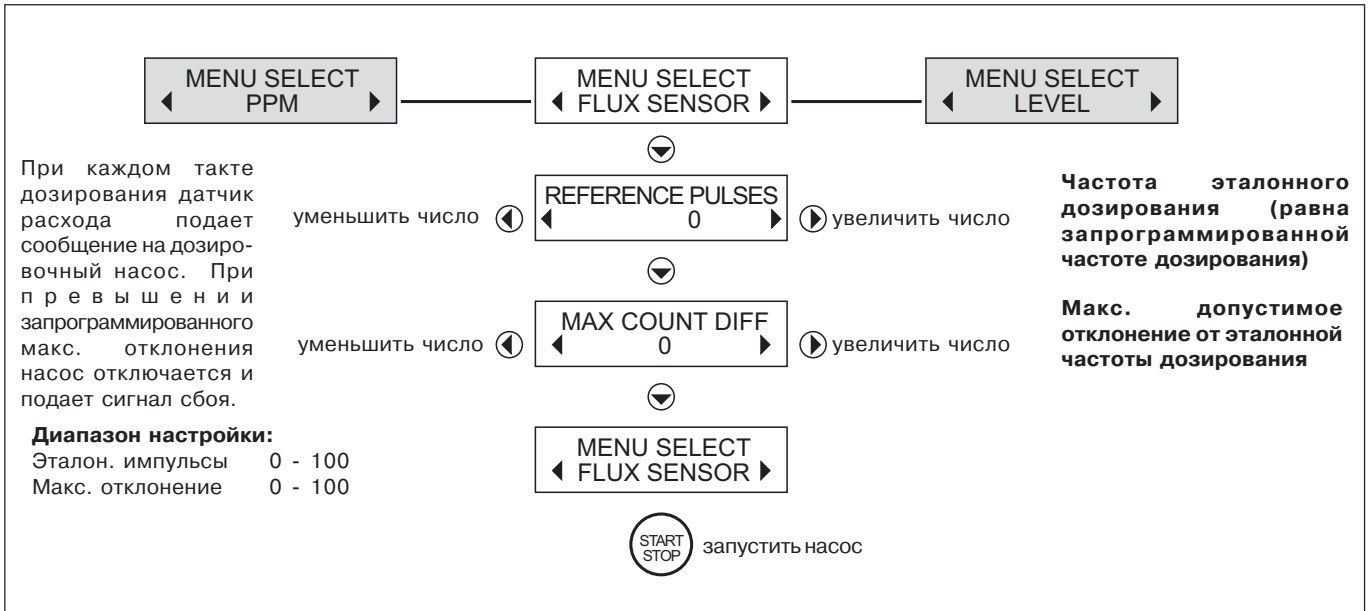 MENU SELECT
PPM
MENU SELECT
FLUX SENSOR
MENU SELECT
LEVEL
При каждом такте
дозирования датчик
расхода подает
сообщение на дозиро-
вочный насос. При
превышении
запрограммированного
макс. отклонения
насос отключается и
подает сигнал сбоя.
Диапазон настройки:
Эталон. импульсы 0 - 100
Макс. отклонение 0 - 100
уменьшить число
REFERENCE PULSES
0
увеличить число
уменьшить число
MAX COUNT DIFF
0
увеличить число
MENU SELECT
FLUX SENSOR
START
STOP
запустить насос
Частота эталонного
дозирования (равна
запрограммированной
частоте дозирования)
Макс. допустимое
отклонение от эталонной
частоты дозирования